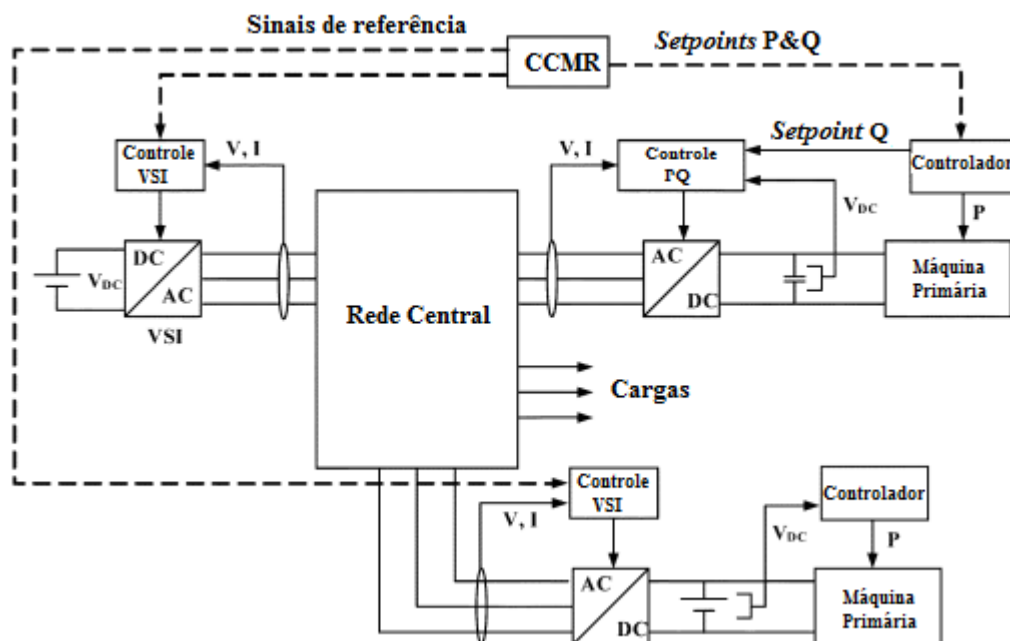 Sinais de referência
Setpoints P&Q
CCMR
Controle
VSI
V, I
V, I
Controle
PQ
Setpoint Q
Controlador
VDC
P
DC
AC
VDC
VSI
Rede Central
AC
DC
Máquina
Primária
Cargas
Controle
VSI
V, I
Controlador
VDC
P
AC
DC
Máquina
Primária